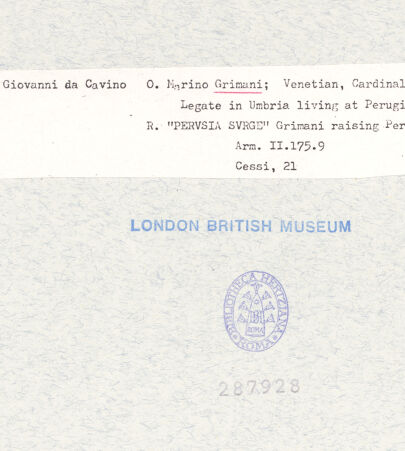 Giovanni da Cavino O. Marino Grimani; Venetian, Cardinal
Legate in Umbria living at Perugi
R. "PERVSIA SVRGE" Grimani raising Per
Arm. II.175.9
Cessi, 21
LONDON BRITISH MUSEUM
BIBLIOTHECA HERTZIANA
ROMA
ROMA
287928